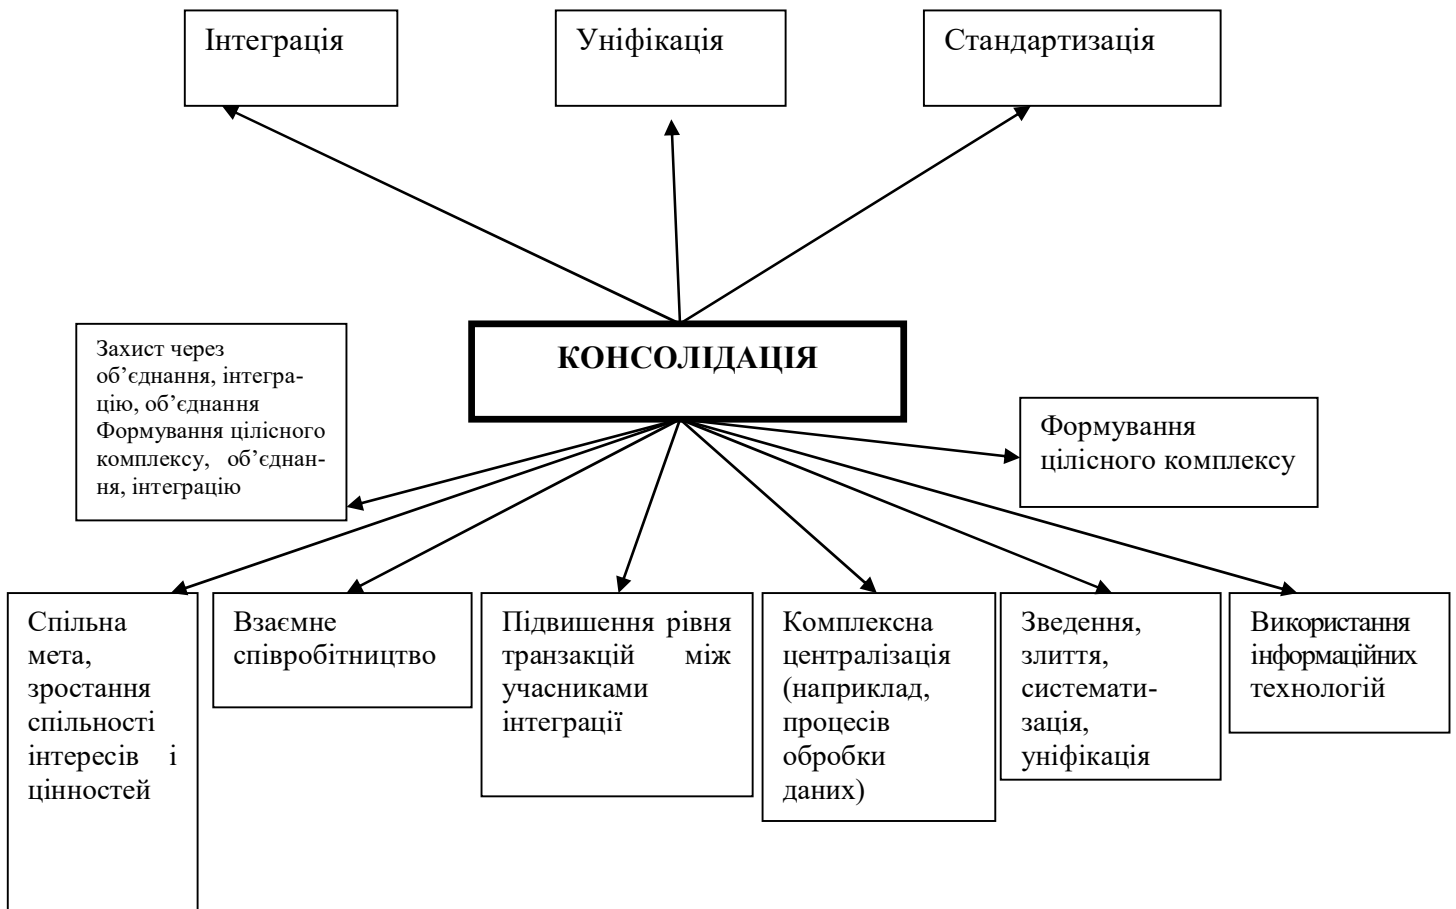 Інтеграція
Уніфікація
Стандартизація
КОНСОЛІДАЦІЯ
Захист через
об’єднання, інтегра-
цію, об’єднання
Формування цілісного
комплексу, об’єднан-
ня, інтеграцію
Формування
цілісного комплексу
Спільна
мета,
зростання
спільності
інтересів і
цінностей
Взаємне
співробітництво
Підвишення рівня
транзакцій між
учасниками
інтеграції
Комплексна
централізація
(наприклад,
процесів
обробки
даних)
Зведення,
злиття,
системати-
зація,
уніфікація
Використання
інформаційних
технологій